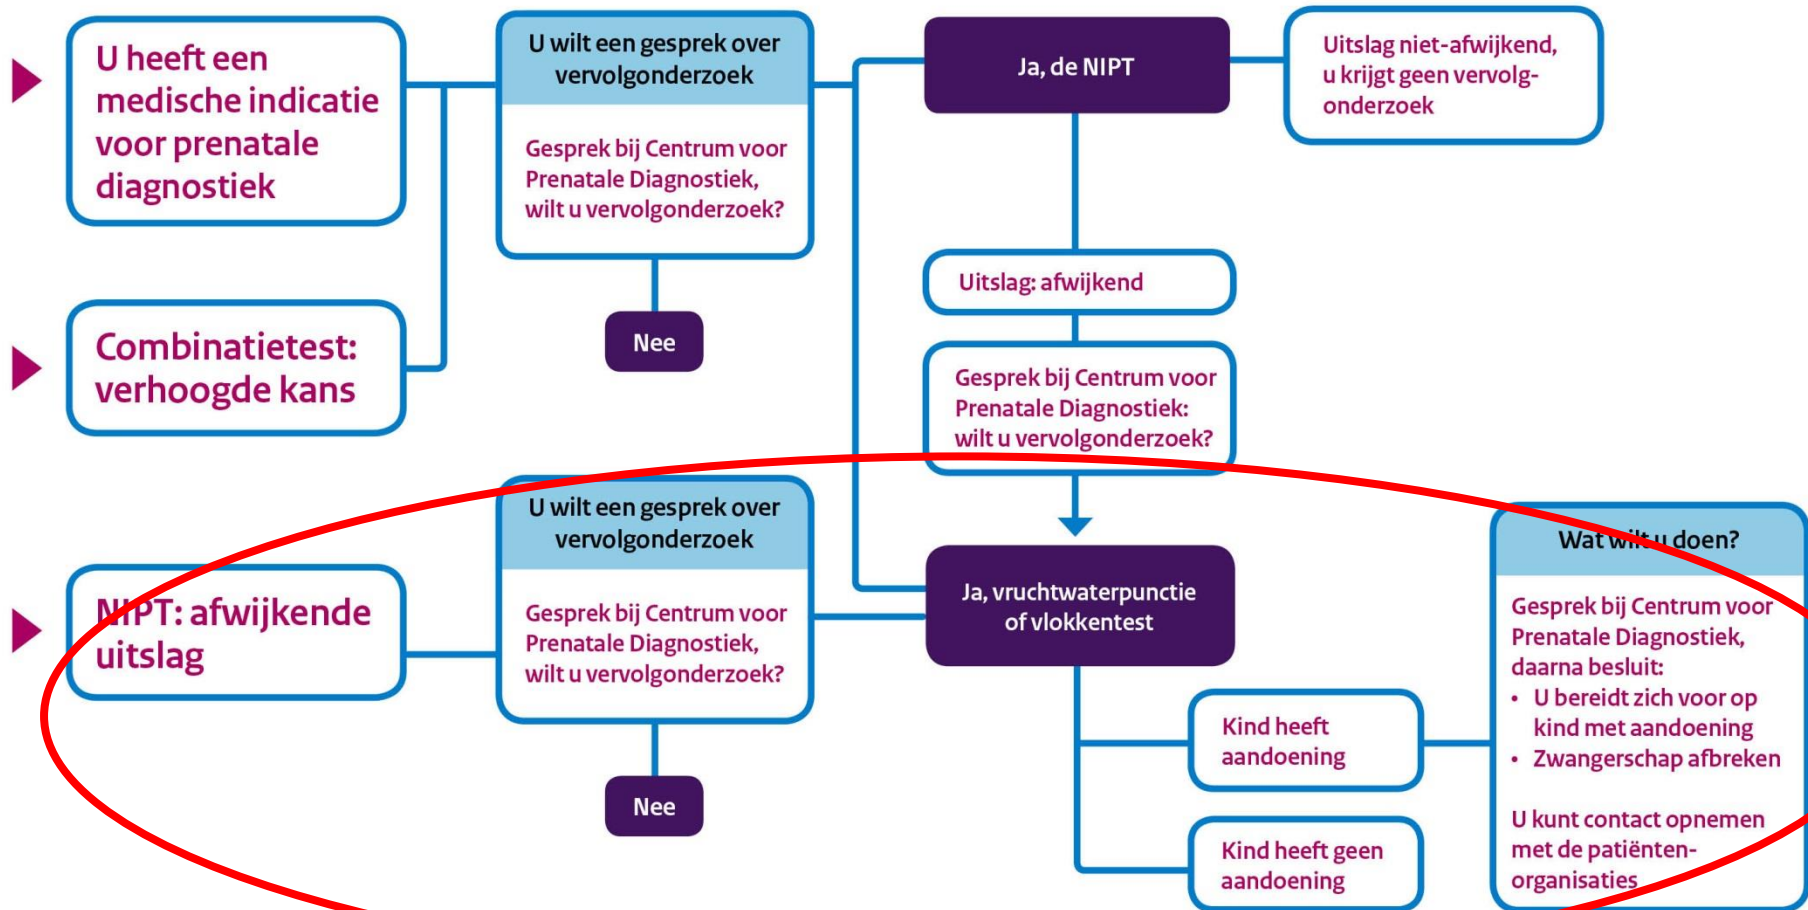 U heeft een
medische indicatie
voor prenatale
diagnostiek
U wilt een gesprek over
vervolgonderzoek
Gesprek bij Centrum voor
Prenatale Diagnostiek,
wilt u vervolgonderzoek?
Nee
Ja, de NIPT
Uitslag niet-afwijkend,
u krijgt geen vervolg-
onderzoek
Uitslag: afwijkend
Gesprek bij Centrum voor
Prenatale Diagnostiek:
wilt u vervolgonderzoek?
Combinatietest:
verhoogde kans
NIPT: afwijkende
uitslag
U wilt een gesprek over
vervolgonderzoek
Gesprek bij Centrum voor
Prenatale Diagnostiek,
wilt u vervolgonderzoek?
Nee
Ja, vruchtwaterpunctie
of vlokkentest
Kind heeft
aandoening
Kind heeft geen
aandoening
Wat wilt u doen?
Gesprek bij Centrum voor
Prenatale Diagnostiek,
daarna besluit:
• U bereidt zich voor op
kind met aandoening
• Zwangerschap afbreken
U kunt contact opnemen
met de patiënten-
organisaties